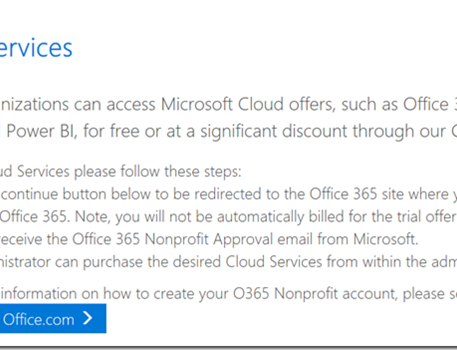 ervices
nizations can access Microsoft Cloud offers, such as Office 3
Power BI, for free or at a significant discount through our
ud Services please follow these steps:
continue button below to be redirected to the Office 365 site where y
Office 365. Note, you will not be automatically billed for the trial offer
receive the Office 365 Nonprofit Approval email from Microsoft.
nistrator can purchase the desired Cloud Services from within the adm
information on how to create your O365 Nonprofit account, please se
Office.com >